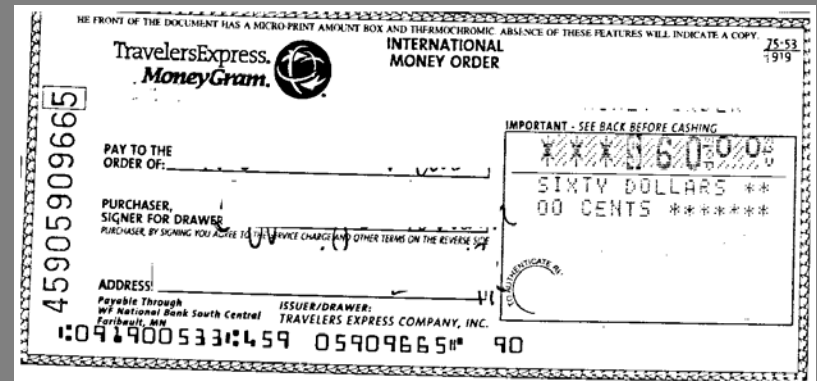 HE FRONT OF THE DOCUMENT HAS A MICRO-PRINT AMOUNT BOX AND THERMOCHROMIC. ABSENCE OF THESE FEATURES WILL INDICATE A COPY.
TravelersExpress.
MoneyGram.
INTERNATIONAL
MONEY ORDER
75-53
1919
45905909665
IMPORTANT - SEE BACK BEFORE CASHING
PAY TO THE
ORDER OF:
***$60.00
SIXTY DOLLARS **
00 CENTS *******
PURCHASER,
SIGNER FOR DRAWER
PURCHASER, BY SIGNING YOU AGREE TO THE SERVICE CHARGE AND OTHER TERMS ON THE REVERSE SIDE
TO AUTHENTICATE
ADDRESS:
Payable Through
WF National Bank South Central
Faribault, MN
ISSUER/DRAWER:
TRAVELERS EXPRESS COMPANY, INC.
⑆091900533⑆459 05909665⑈ 90